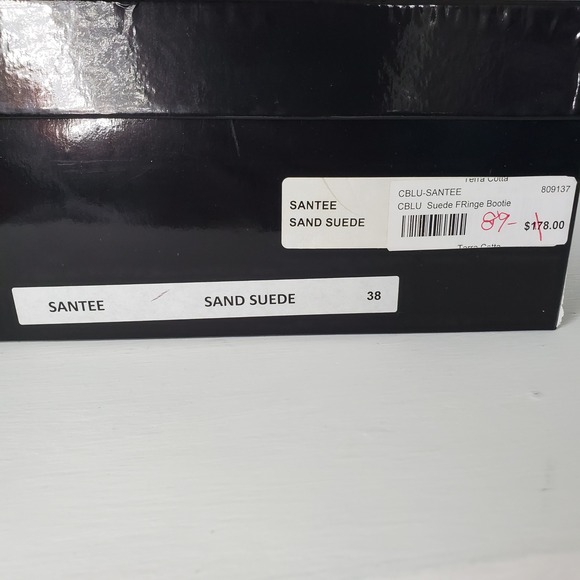 Terra Cotta
CBLU-SANTEE 809137
CBLU Suede FRinge Bootie
SANTEE
SAND SUEDE
89- $178.00
Terra Cotta
SANTEE SAND SUEDE 38